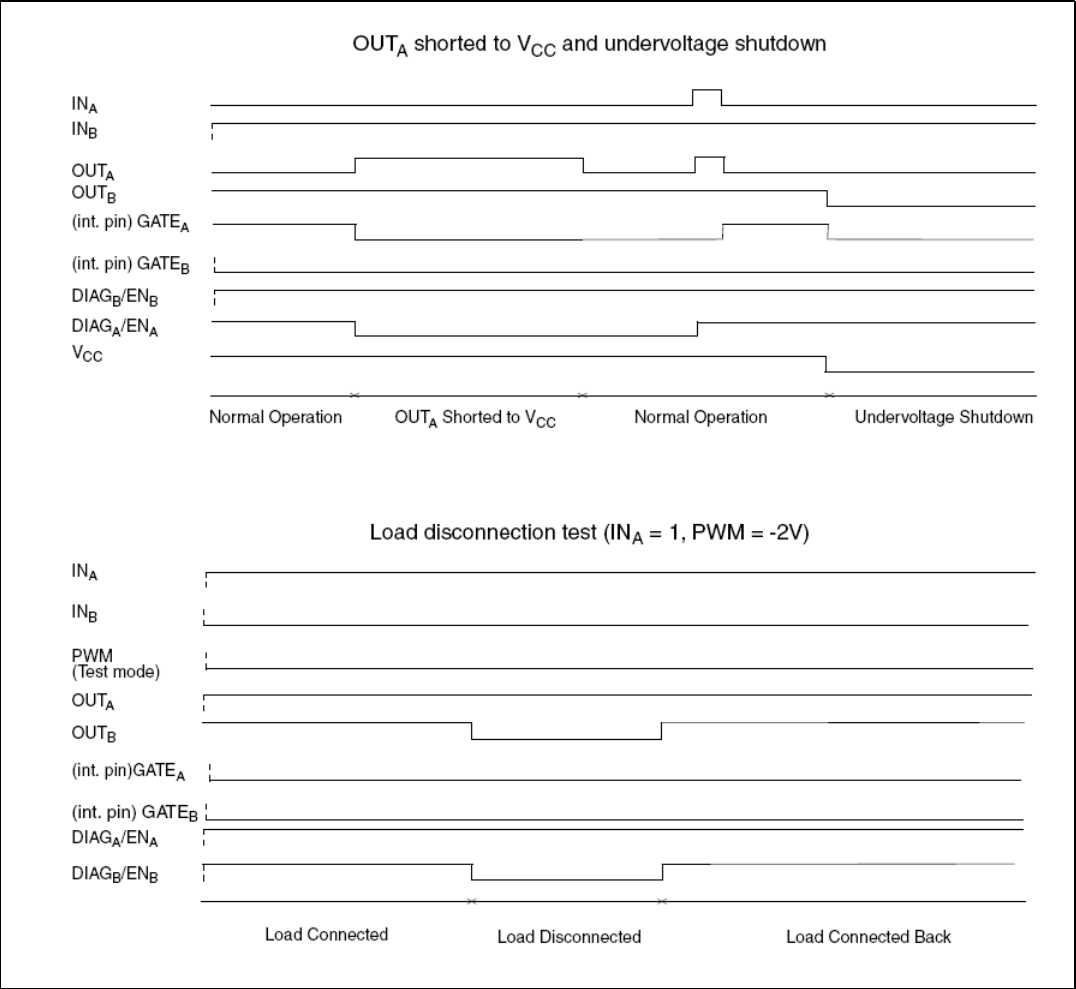 OUTA shorted to VCC and undervoltage shutdown
INA
INB
OUTA
OUTB
(int. pin) GATEA
(int. pin) GATEB
DIAGB/ENB
DIAGA/ENA
VCC
Normal Operation OUTA Shorted to VCC Normal Operation Undervoltage Shutdown
Load disconnection test (INA = 1, PWM = -2V)
INA
INB
PWM
(Test mode)
OUTA
OUTB
(int. pin)GATEA
(int. pin) GATEB
DIAGA/ENA
DIAGB/ENB
Load Connected Load Disconnected Load Connected Back